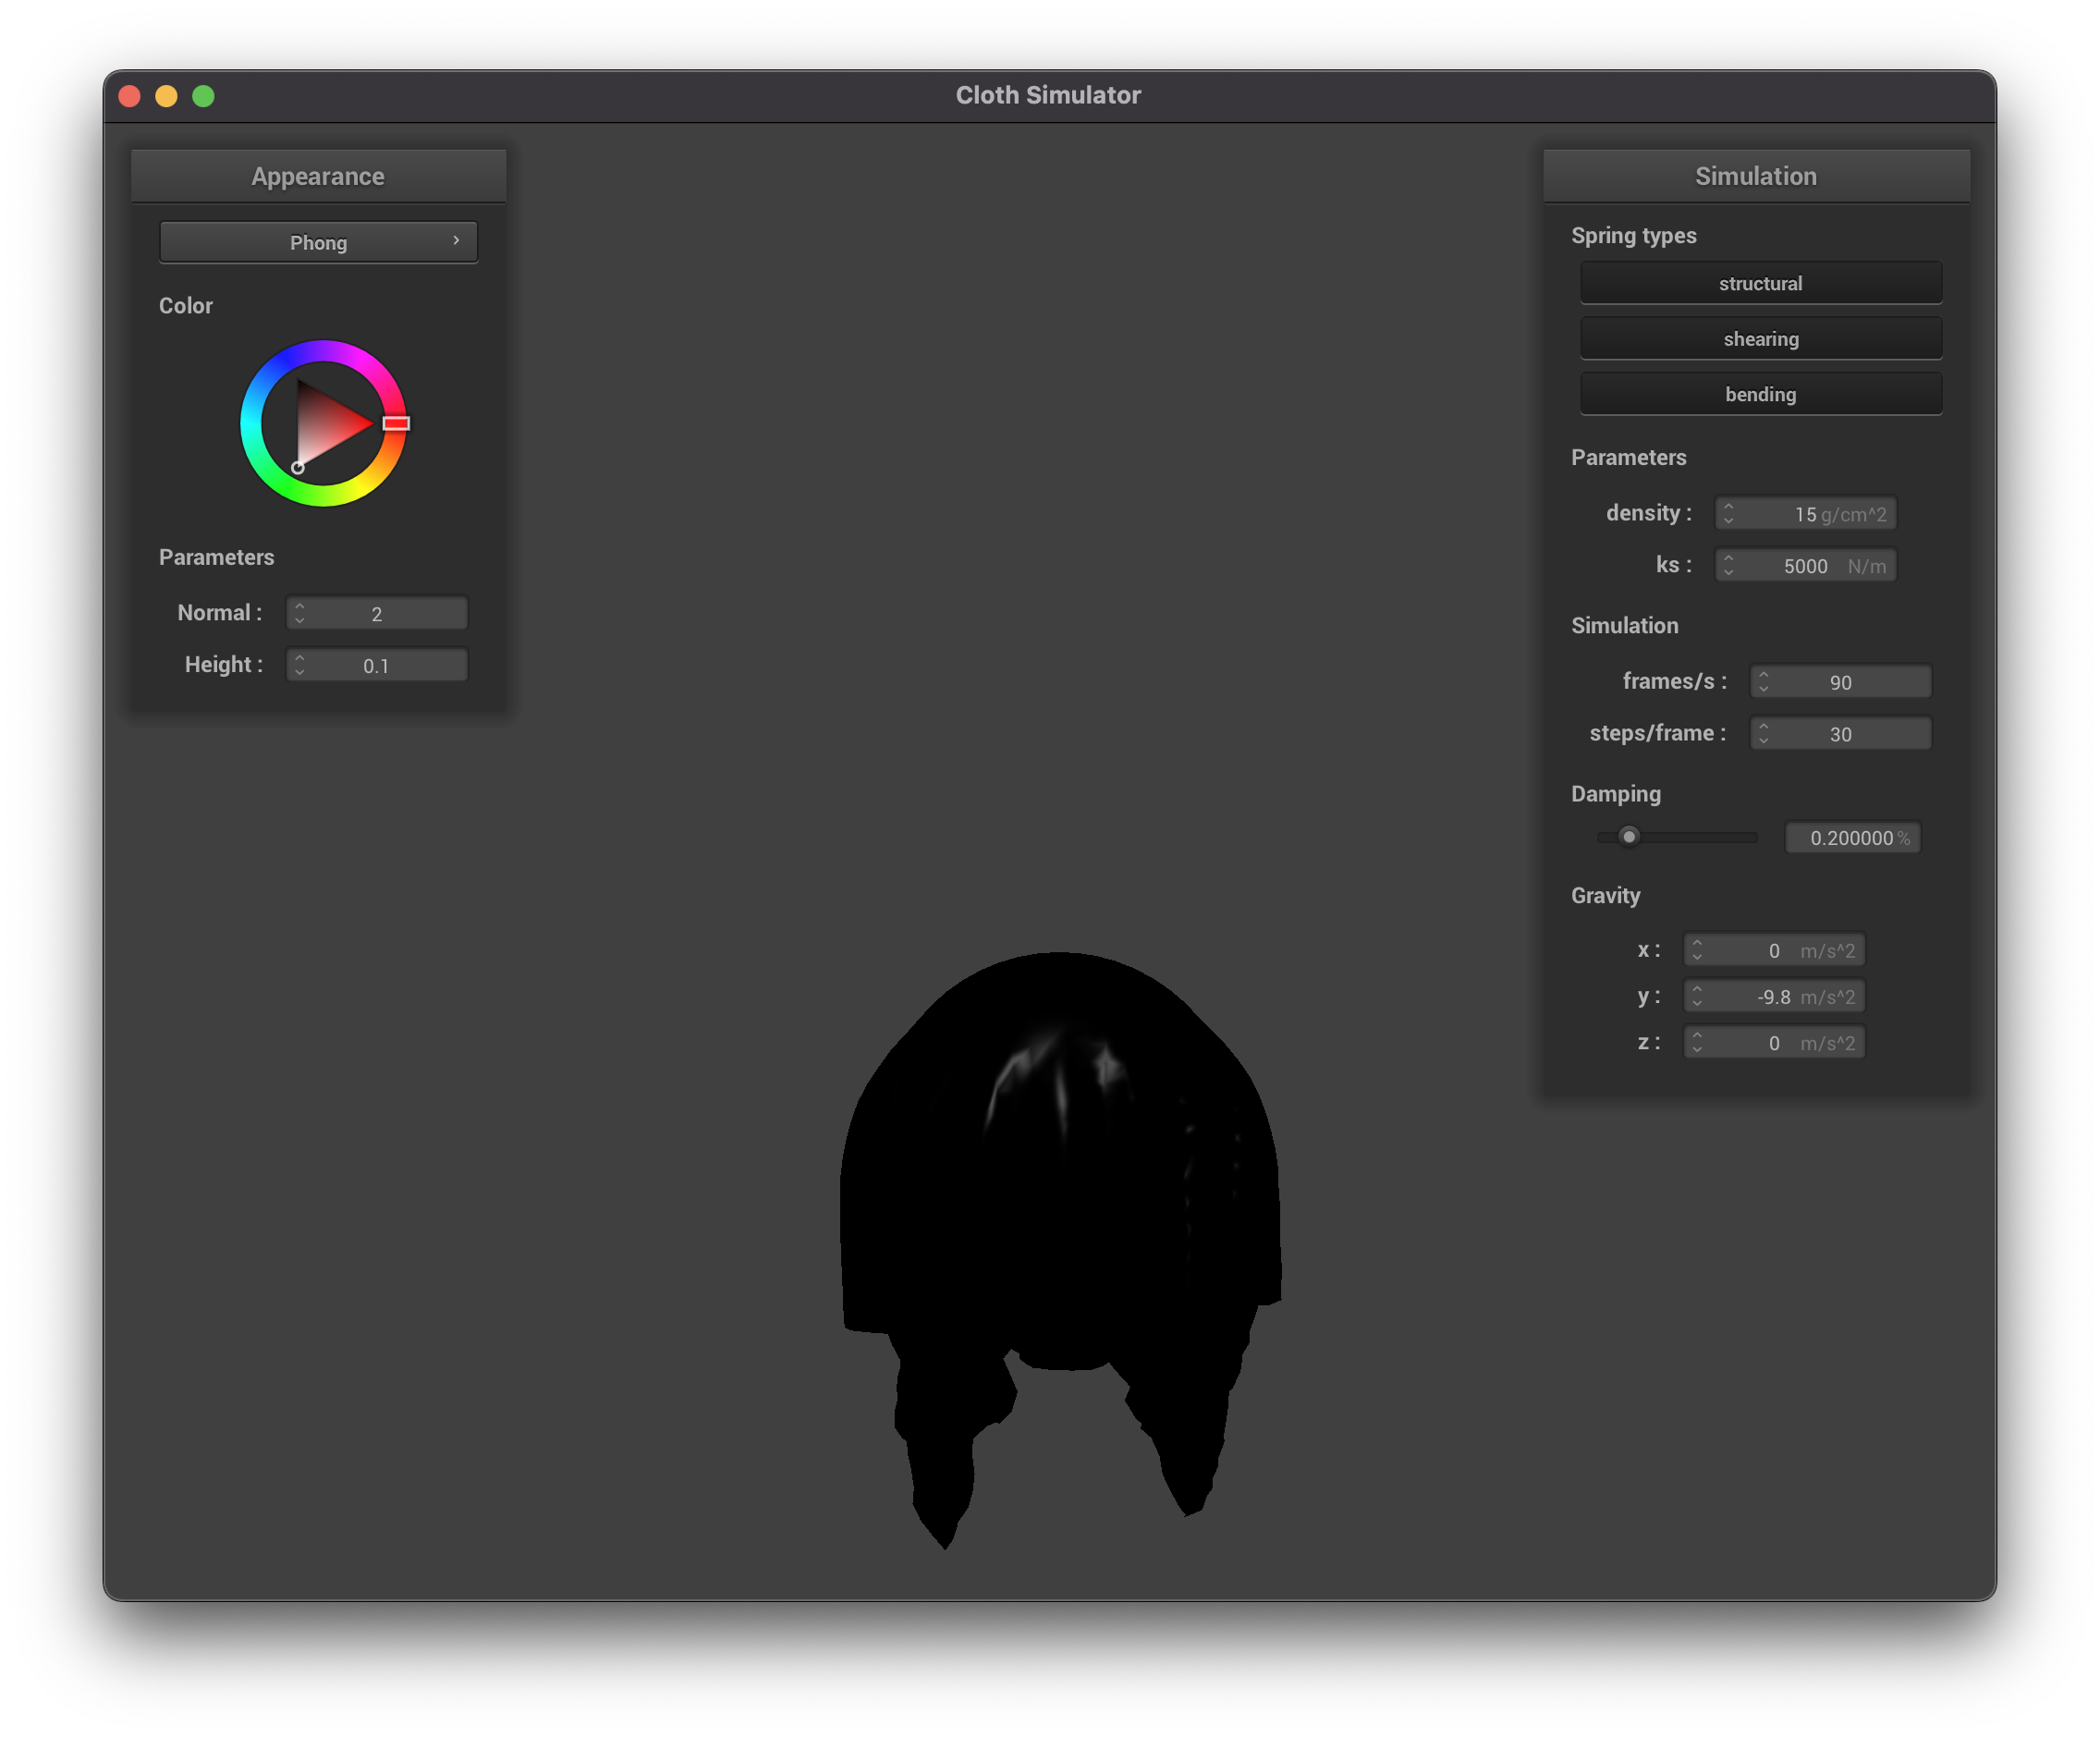 Cloth Simulator
Appearance
Phong
Color
Parameters
Normal : 2
Height : 0.1
Simulation
Spring types
structural
shearing
bending
Parameters
density : 15 g/cm^2
ks : 5000 N/m
Simulation
frames/s : 90
steps/frame : 30
Damping
0.200000 %
Gravity
x : 0 m/s^2
y : -9.8 m/s^2
z : 0 m/s^2